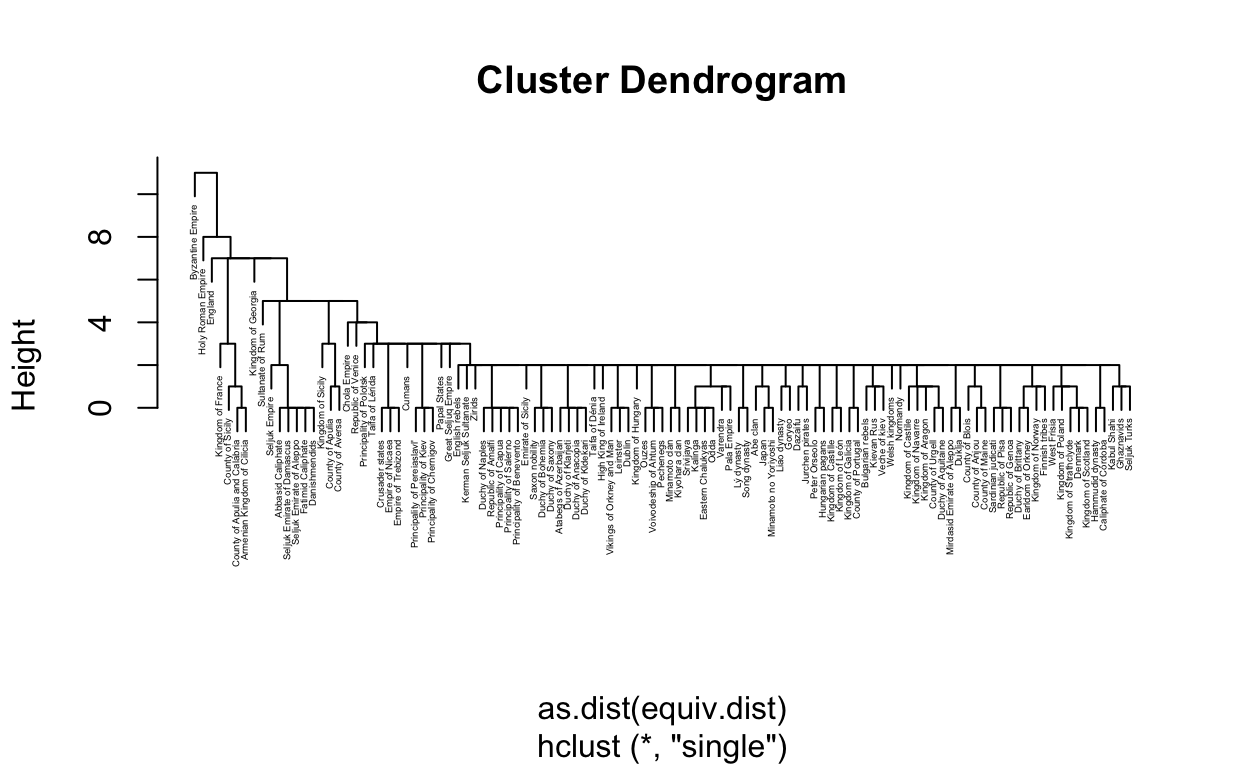 Cluster Dendrogram
Height
0
4
8
Byzantine Empire
Holy Roman Empire
England
Kingdom of France
County of Sicily
County of Apulia and Calabria
Armenian Kingdom of Cilicia
Kingdom of Georgia
Sultanate of Rum
Seljuk Empire
Abbasid Caliphate
Seljuk Emirate of Damascus
Seljuk Emirate of Aleppo
Fatimid Caliphate
Danishmendids
Kingdom of Sicily
County of Apulia
County of Aversa
Chola Empire
Republic of Venice
Principality of Polotsk
Taifa of Lérida
Crusader states
Empire of Nicaea
Empire of Trebizond
Cumans
Principality of Pereiaslavl'
Principality of Kiev
Principality of Chernigov
Papal States
Great Seljuq Empire
English rebels
Kerman Seljuk Sultanate
Zirids
Duchy of Naples
Republic of Amalfi
Principality of Capua
Principality of Salerno
Principality of Benevento
Emirate of Sicily
Saxon nobility
Duchy of Bohemia
Duchy of Saxony
Atabegs of Azerbaijan
Duchy of Klarjeti
Duchy of Armenia
Duchy of Kldekari
Taifa of Dénia
High King of Ireland
Vikings of Orkney and Man
Leinster
Dublin
Kingdom of Hungary
Ouzes
Voivodeship of Ahtum
Pechenegs
Minamoto clan
Kiyohara clan
Srivijaya
Kalinga
Eastern Chalukyas
Odda
Varendra
Pala Empire
Lý dynasty
Song dynasty
Abe clan
Japan
Minamoto no Yoriyoshi
Liao dynasty
Goryeo
Dazaifu
Jurchen pirates
Peter Orseolo
Hungarian pagans
Kingdom of Castille
Kingdom of León
Kingdom of Galicia
County of Portugal
Bulgarian rebels
Kievan Rus
Veche of kiev
Welsh kingdoms
Normandy
Kingdom of Castile
Kingdom of Navarre
Kingdom of Aragon
County of Urgell
Duchy of Aquitaine
Mirdasid Emirate of Aleppo
Duklja
County of Blois
County of Anjou
County of Maine
Sardinian judicati
Republic of Pisa
Republic of Genoa
Duchy of Brittany
Earldom of Orkney
Kingdom of Norway
Finnish tribes
West Frisia
Kingdom of Poland
Kingdom of Strathclyde
Denmark
Kingdom of Scotland
Hammudid dynasty
Caliphate of Córdoba
Kabul Shahi
Ghaznavids
Seljuk Turks
as.dist(equiv.dist)
hclust (*, "single")